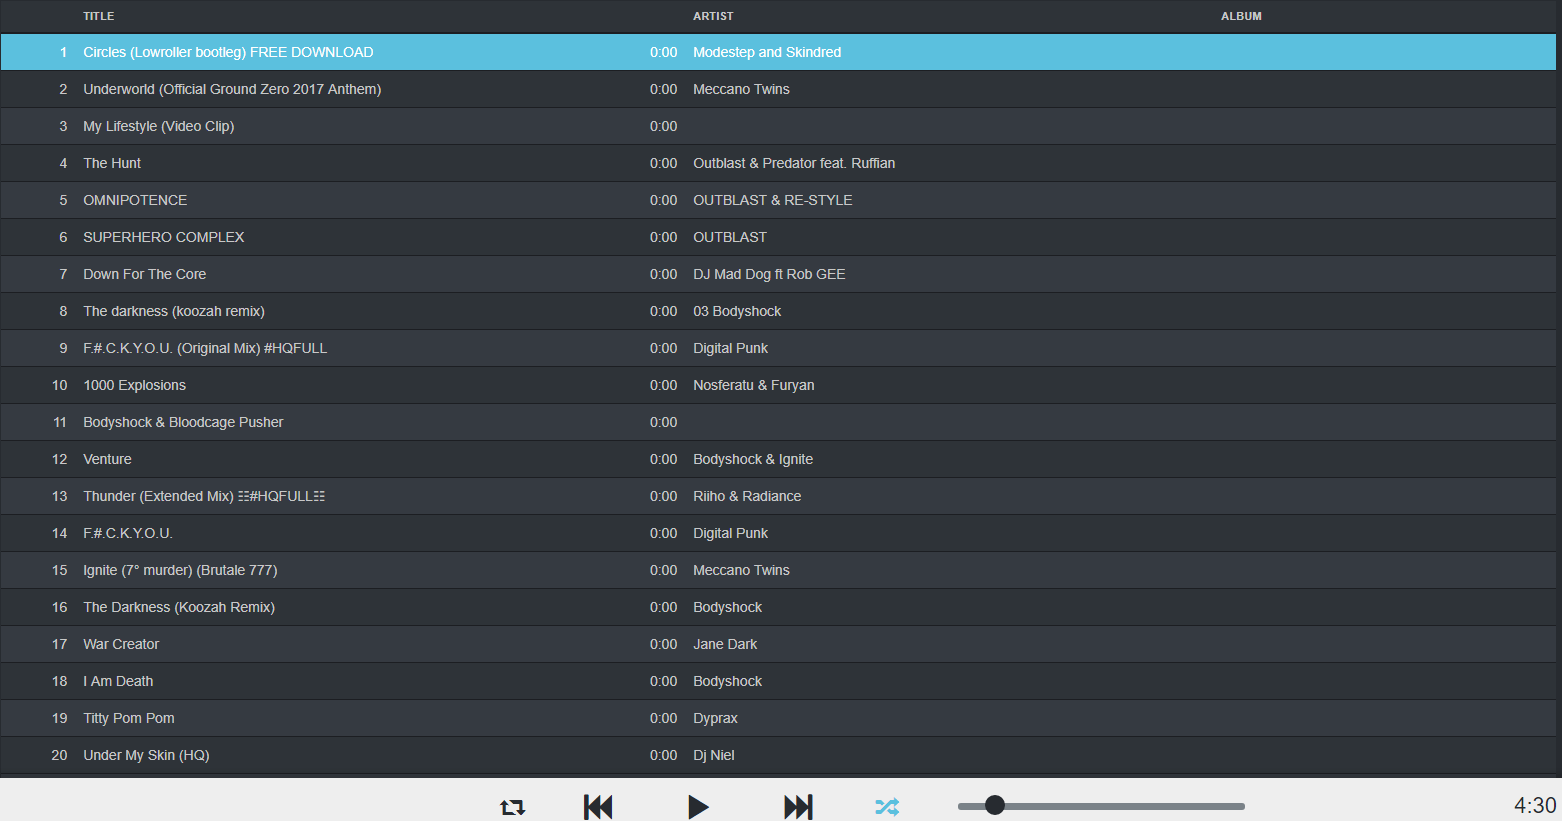 TITLE ARTIST ALBUM
1 Circles (Lowroller bootleg) FREE DOWNLOAD 0:00 Modestep and Skindred
2 Underworld (Official Ground Zero 2017 Anthem) 0:00 Meccano Twins
3 My Lifestyle (Video Clip) 0:00
4 The Hunt 0:00 Outblast & Predator feat. Ruffian
5 OMNIPOTENCE 0:00 OUTBLAST & RE-STYLE
6 SUPERHERO COMPLEX 0:00 OUTBLAST
7 Down For The Core 0:00 DJ Mad Dog ft Rob GEE
8 The darkness (koozah remix) 0:00 03 Bodyshock
9 F.#.C.K.Y.O.U. (Original Mix) #HQFULL 0:00 Digital Punk
10 1000 Explosions 0:00 Nosferatu & Furyan
11 Bodyshock & Bloodcage Pusher 0:00
12 Venture 0:00 Bodyshock & Ignite
13 Thunder (Extended Mix) ☷#HQFULL☷ 0:00 Riiho & Radiance
14 F.#.C.K.Y.O.U. 0:00 Digital Punk
15 Ignite (7° murder) (Brutale 777) 0:00 Meccano Twins
16 The Darkness (Koozah Remix) 0:00 Bodyshock
17 War Creator 0:00 Jane Dark
18 I Am Death 0:00 Bodyshock
19 Titty Pom Pom 0:00 Dyprax
20 Under My Skin (HQ) 0:00 Dj Niel
4:30